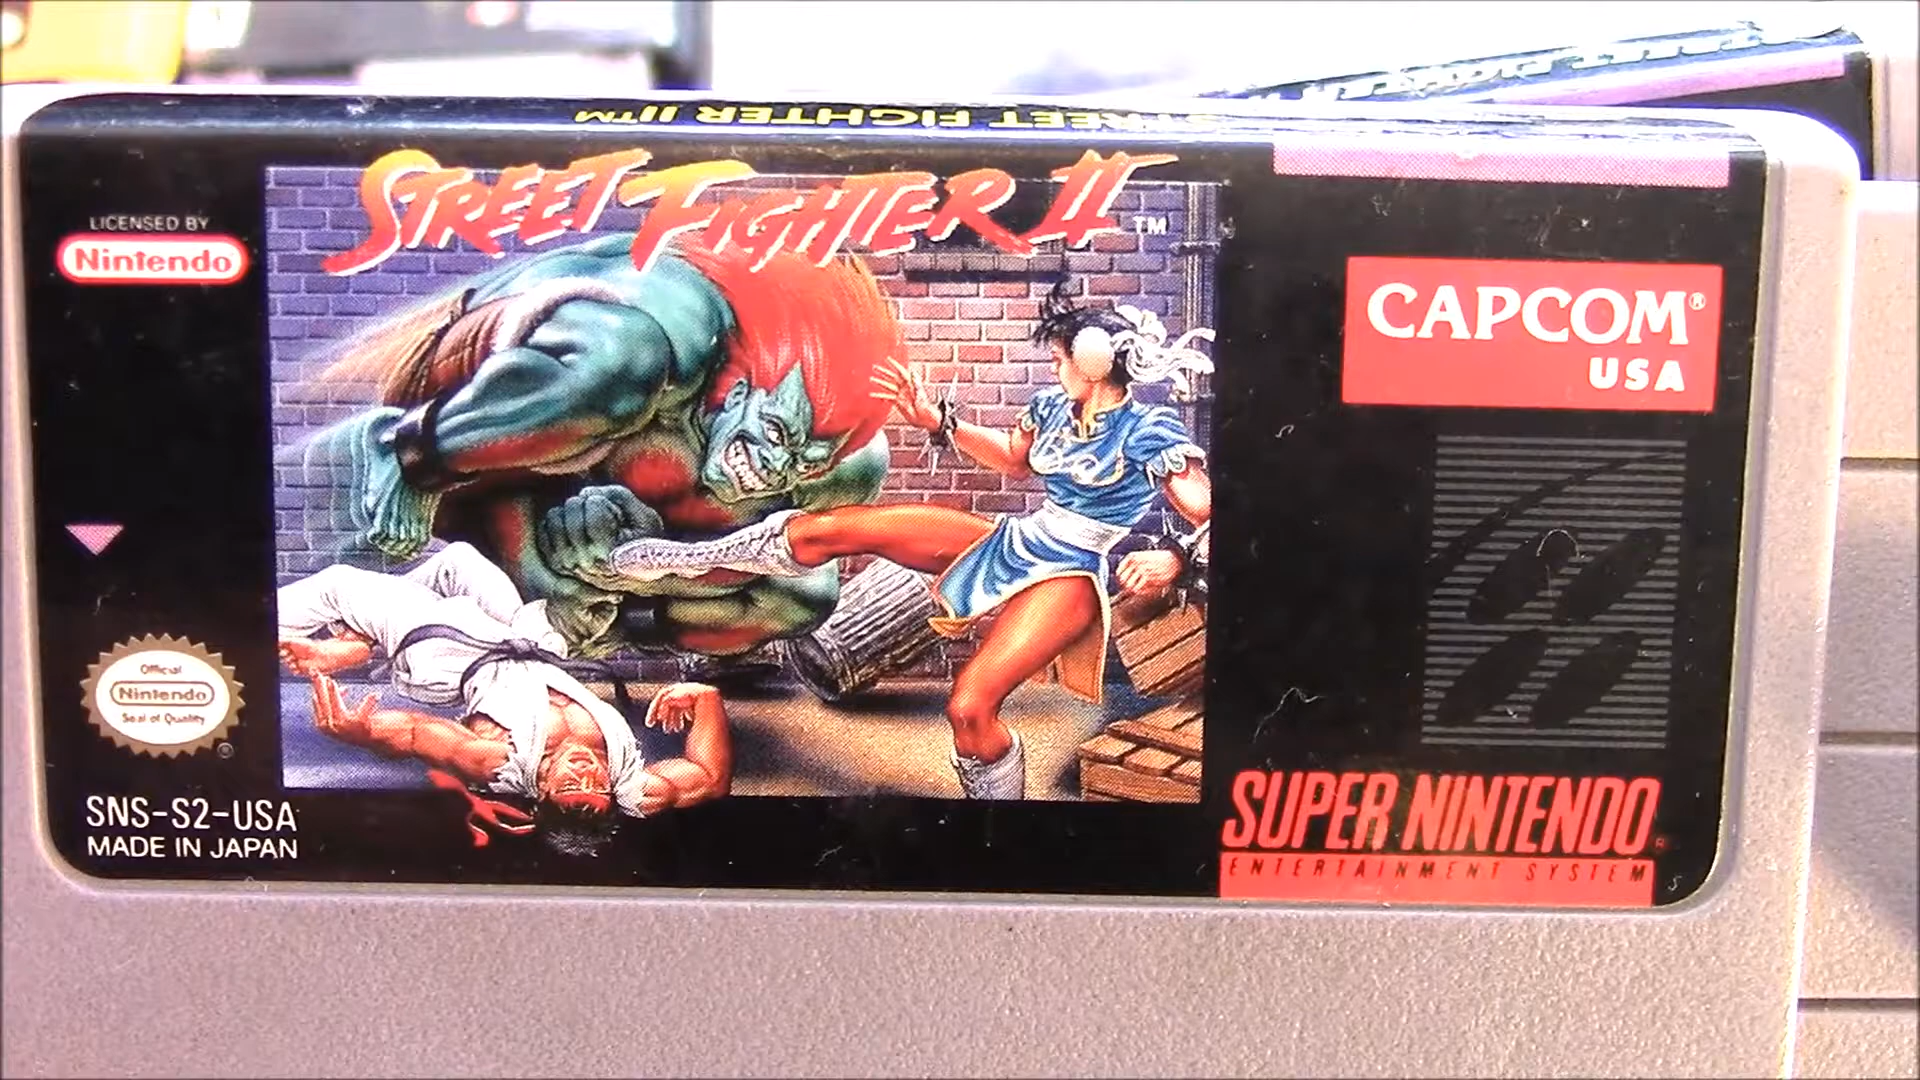 STREET FIGHTER II™
STREET FIGHTER II™
LICENSED BY
Nintendo
CAPCOM®
USA
Official
Nintendo
Seal of Quality
®
SNS-S2-USA
MADE IN JAPAN
SUPER NINTENDO®
ENTERTAINMENT SYSTEM